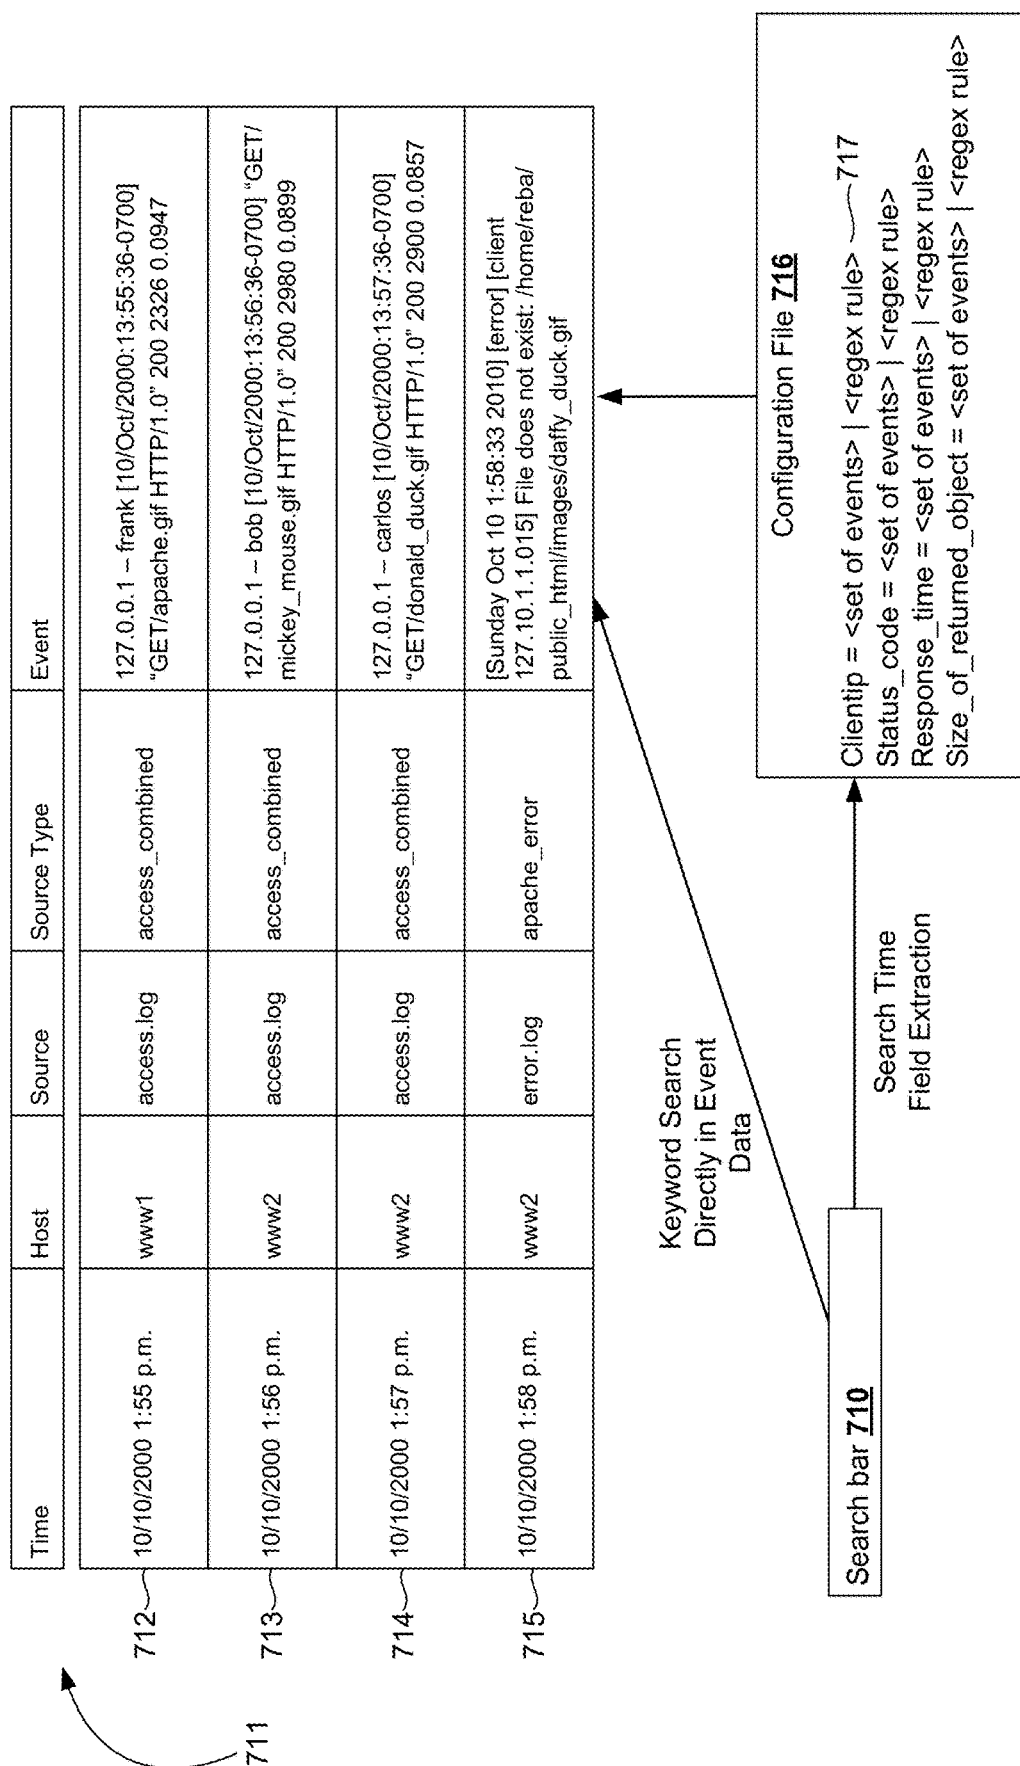 Time Host Source Source Type Event
712 10/10/2000 1:55 p.m. www1 access.log access_combined 127.0.0.1 – frank [10/Oct/2000:13:55:36-0700]
“GET/apache.gif HTTP/1.0” 200 2326 0.0947
713 10/10/2000 1:56 p.m. www2 access.log access_combined 127.0.0.1 – bob [10/Oct/2000:13:56:36-0700] “GET/
mickey_mouse.gif HTTP/1.0” 200 2980 0.0899
714 10/10/2000 1:57 p.m. www2 access.log access_combined 127.0.0.1 – carlos [10/Oct/2000:13:57:36-0700]
“GET/donald_duck.gif HTTP/1.0” 200 2900 0.0857
715 10/10/2000 1:58 p.m. www2 error.log apache_error [Sunday Oct 10 1:58:33 2010] [error] [client
127.10.1.1.015] File does not exist: /home/reba/
public_html/images/daffy_duck.gif
711
Keyword Search
Directly in Event
Data
Search bar 710
Search Time
Field Extraction
Configuration File 716
Clientip = <set of events> | <regex rule> 717
Status_code = <set of events> | <regex rule>
Response_time = <set of events> | <regex rule>
Size_of_returned_object = <set of events> | <regex rule>